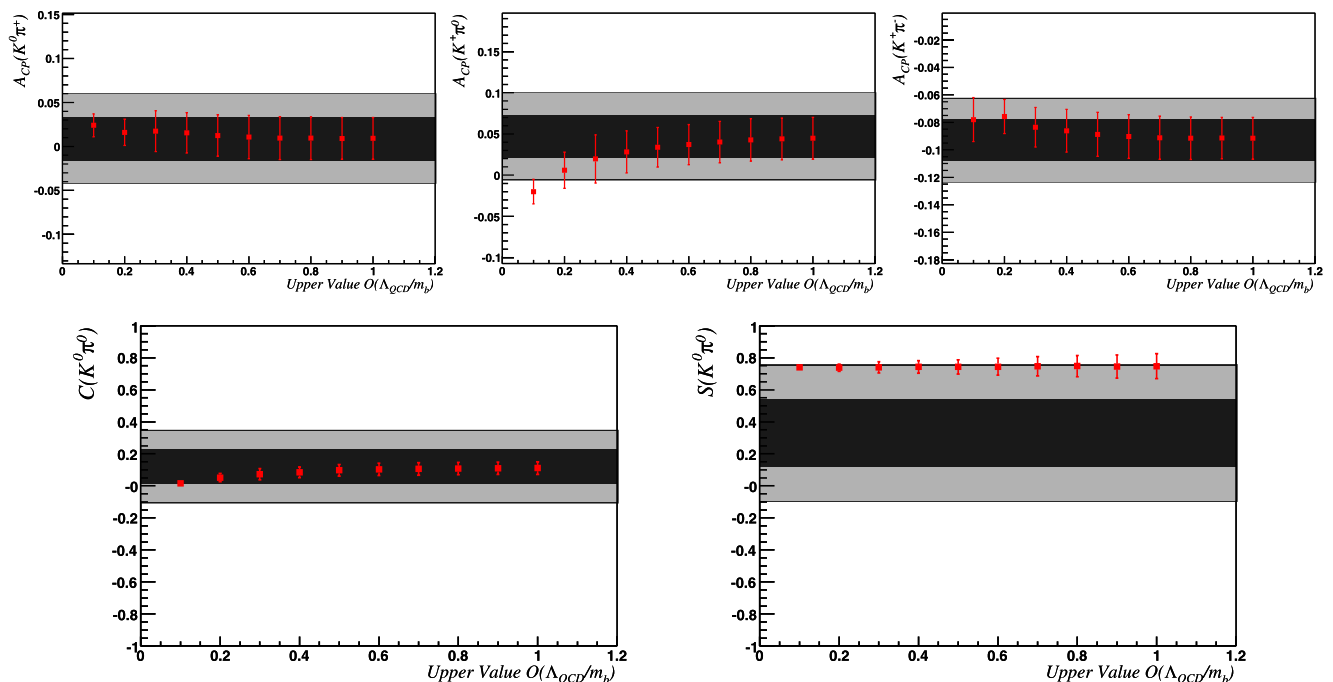 A_CP(K^0π^+)
0.15
0.1
0.05
0
-0.05
-0.1
0 0.2 0.4 0.6 0.8 1 1.2
Upper Value O(Λ_QCD/m_b)
A_CP(K^+π^0)
0.15
0.1
0.05
0
-0.05
-0.1
0 0.2 0.4 0.6 0.8 1 1.2
Upper Value O(Λ_QCD/m_b)
A_CP(K^+π^-)
-0.00
-0.02
-0.04
-0.06
-0.08
-0.1
-0.12
-0.14
-0.16
-0.18
0 0.2 0.4 0.6 0.8 1 1.2
Upper Value O(Λ_QCD/m_b)
C(K^0π^0)
1
0.8
0.6
0.4
0.2
-0
-0.2
-0.4
-0.6
-0.8
-1
0 0.2 0.4 0.6 0.8 1 1.2
Upper Value O(Λ_QCD/m_b)
S(K^0π^0)
1
0.8
0.6
0.4
0.2
-0
-0.2
-0.4
-0.6
-0.8
-1
0 0.2 0.4 0.6 0.8 1 1.2
Upper Value O(Λ_QCD/m_b)